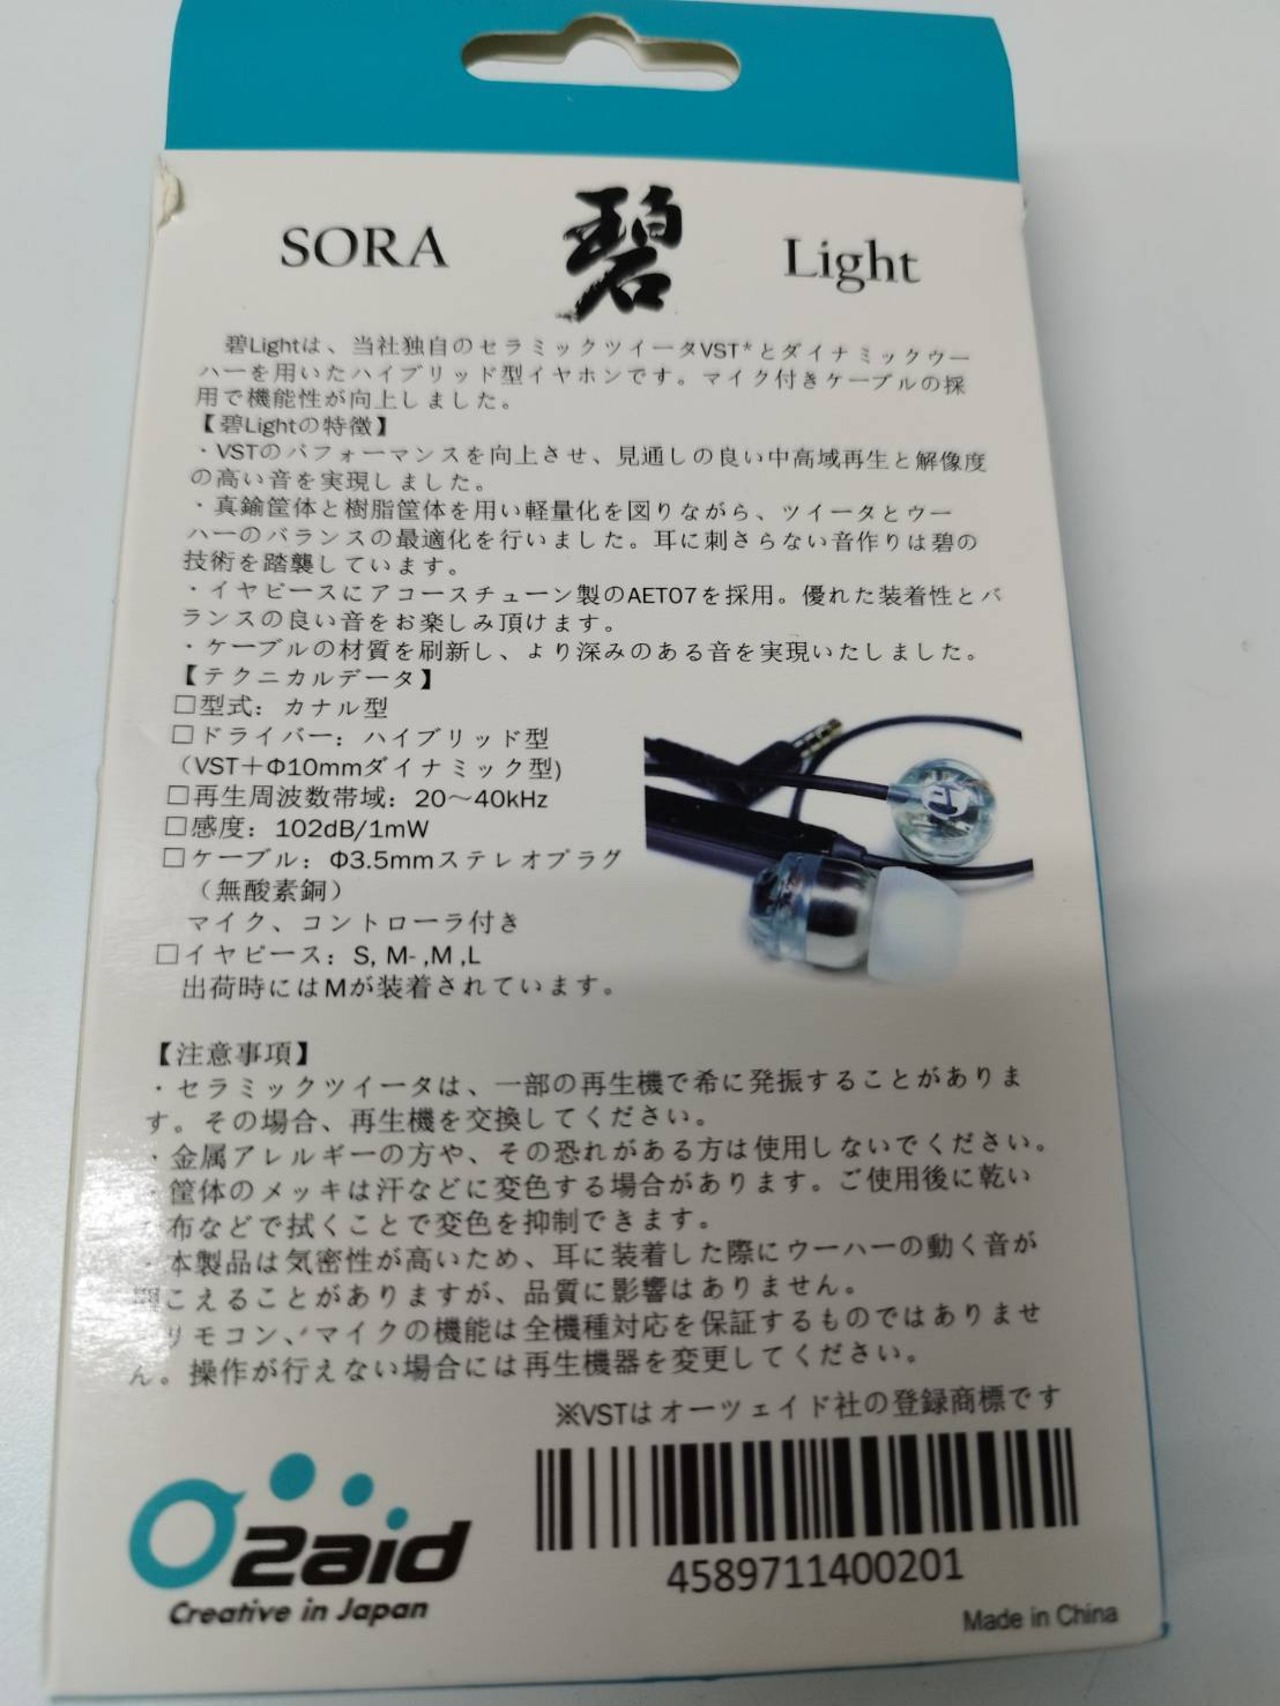 SORA 碧 Light
碧Lightは、当社独自のセラミックツイータVST*とダイナミックウー
ハーを用いたハイブリッド型イヤホンです。マイク付きケーブルの採
用で機能性が向上しました。
【碧Lightの特徴】
・VSTのパフォーマンスを向上させ、見通しの良い中高域再生と解像度
の高い音を実現しました。
・真鍮筐体と樹脂筐体を用い軽量化を図りながら、ツイータとウー
ハーのバランスの最適化を行いました。耳に刺さらない音作りは碧の
技術を踏襲しています。
・イヤピースにアコースチューン製のAET07を採用。優れた装着性とバ
ランスの良い音をお楽しみ頂けます。
・ケーブルの材質を刷新し、より深みのある音を実現いたしました。
【テクニカルデータ】
□型式：カナル型
□ドライバー：ハイブリッド型
（VST＋Φ10mmダイナミック型)
□再生周波数帯域：20～40kHz
□感度：102dB/1mW
□ケーブル：Φ3.5mmステレオプラグ
（無酸素銅）
マイク、コントローラ付き
□イヤピース：S, M- ,M ,L
出荷時にはMが装着されています。
【注意事項】
・セラミックツイータは、一部の再生機で希に発振することがありま
す。その場合、再生機を交換してください。
・金属アレルギーの方や、その恐れがある方は使用しないでください。
・筐体のメッキは汗などに変色する場合があります。ご使用後に乾い
布などで拭くことで変色を抑制できます。
・本製品は気密性が高いため、耳に装着した際にウーハーの動く音が
聞こえることがありますが、品質に影響はありません。
リモコン、マイクの機能は全機種対応を保証するものではありませ
ん。操作が行えない場合には再生機器を変更してください。
※VSTはオーツェイド社の登録商標です
O2aid
Creative in Japan
4589711400201
Made in China